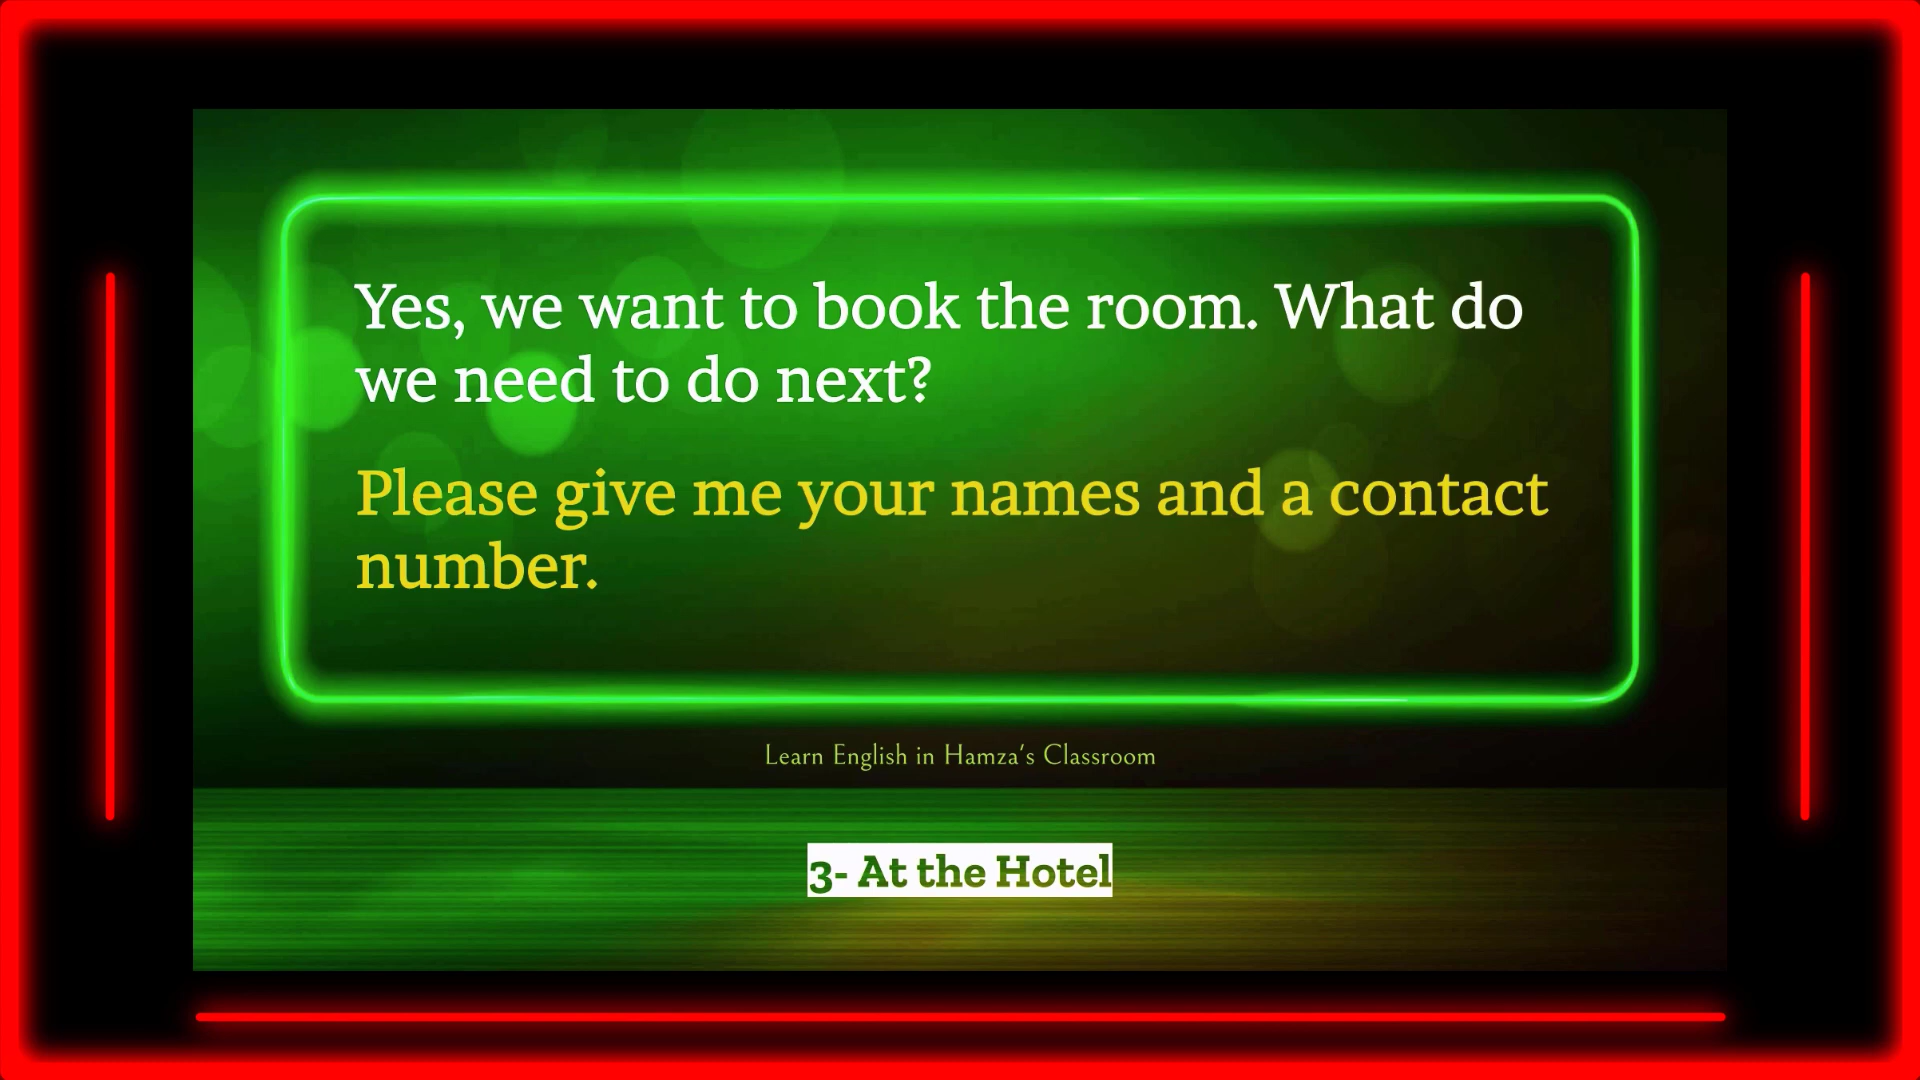 Yes, we want to book the room. What do
we need to do next?
Please give me your names and a contact
number.
Learn English in Hamza's Classroom
3- At the Hotel